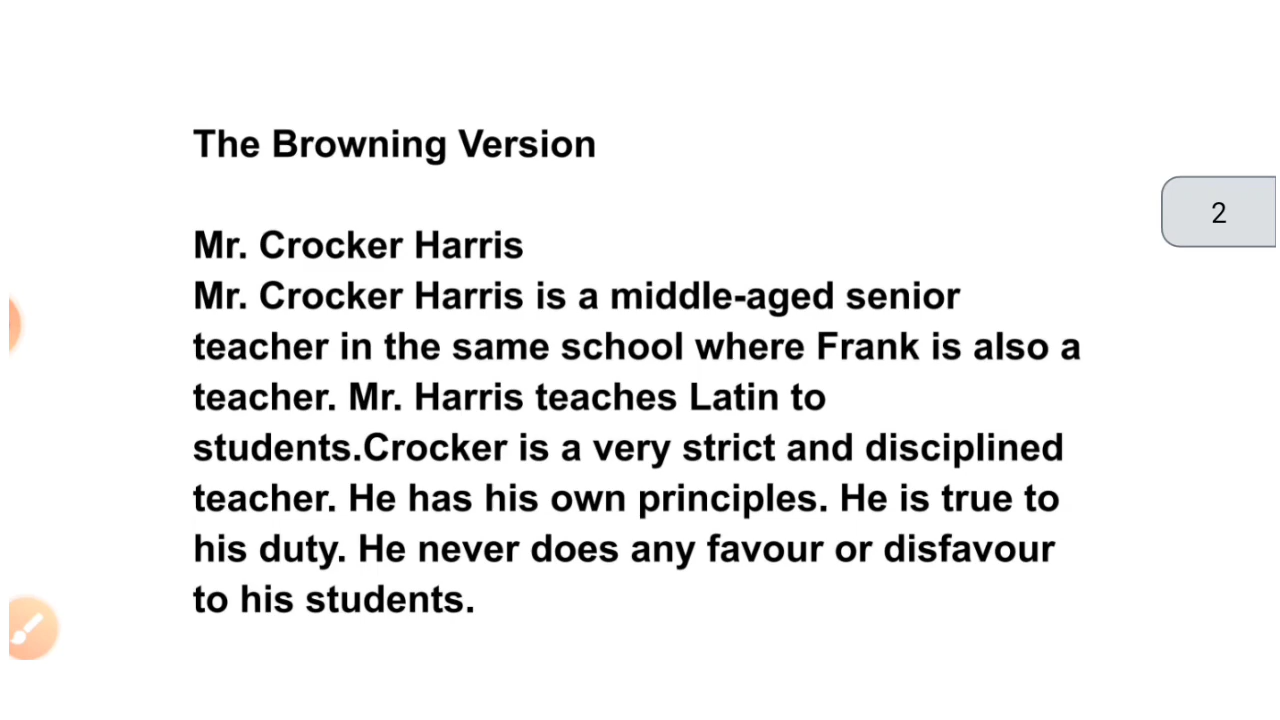 The Browning Version
2
Mr. Crocker Harris
Mr. Crocker Harris is a middle-aged senior
teacher in the same school where Frank is also a
teacher. Mr. Harris teaches Latin to
students.Crocker is a very strict and disciplined
teacher. He has his own principles. He is true to
his duty. He never does any favour or disfavour
to his students.